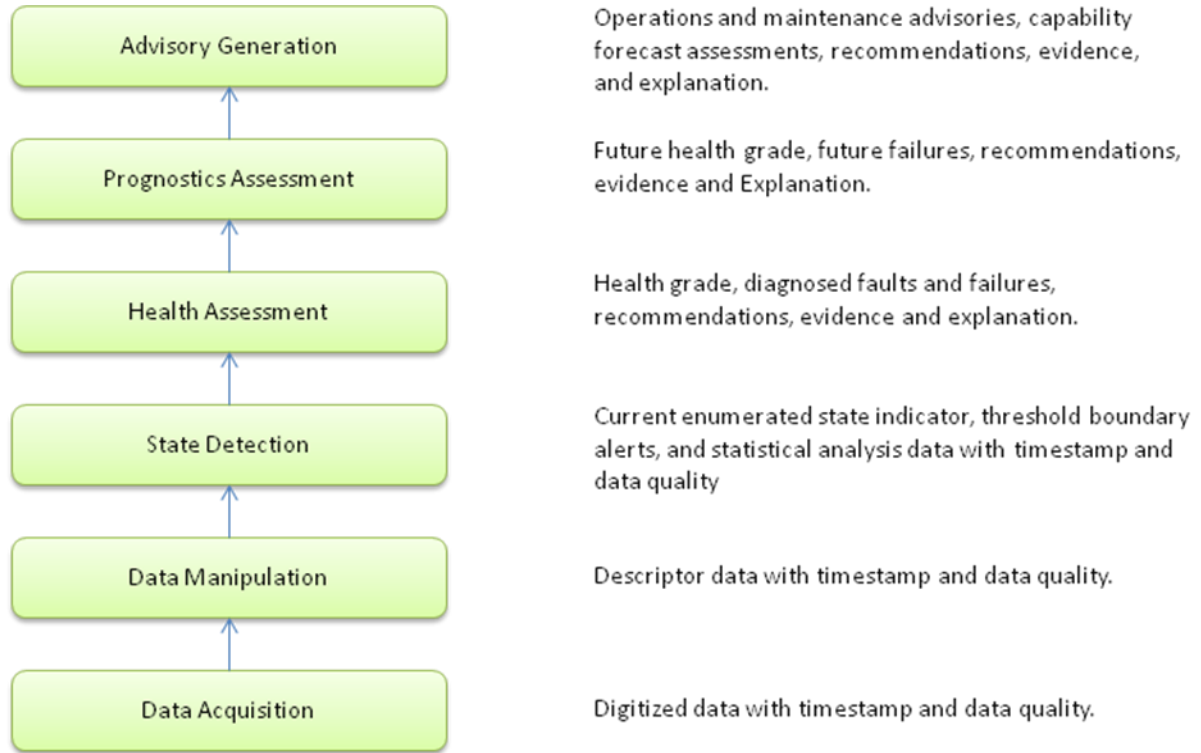 Advisory Generation
Operations and maintenance advisories, capability
forecast assessments, recommendations, evidence,
and explanation.
Prognostics Assessment
Future health grade, future failures, recommendations,
evidence and Explanation.
Health Assessment
Health grade, diagnosed faults and failures,
recommendations, evidence and explanation.
State Detection
Current enumerated state indicator, threshold boundary
alerts, and statistical analysis data with timestamp and
data quality
Data Manipulation
Descriptor data with timestamp and data quality.
Data Acquisition
Digitized data with timestamp and data quality.